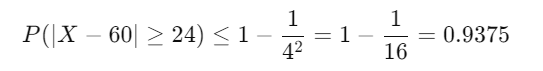 P(|X − 60| ≥ 24) ≤ 1 − 1/4² = 1 − 1/16 = 0.9375